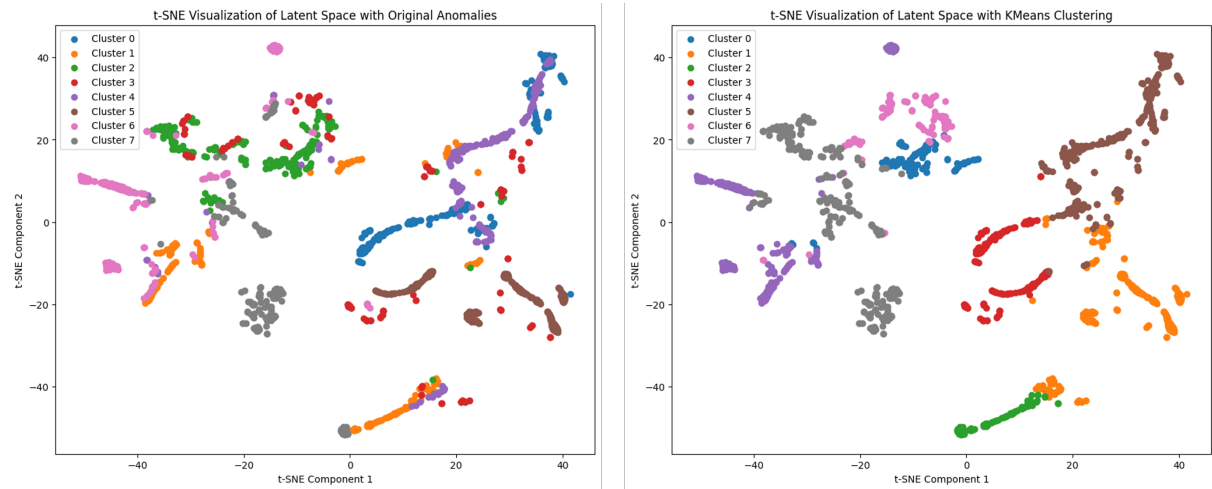 t-SNE Visualization of Latent Space with Original Anomalies
Cluster 0
Cluster 1
Cluster 2
Cluster 3
Cluster 4
Cluster 5
Cluster 6
Cluster 7
40
20
0
−20
−40
t-SNE Component 2
−40
−20
0
20
40
t-SNE Component 1
t-SNE Visualization of Latent Space with KMeans Clustering
Cluster 0
Cluster 1
Cluster 2
Cluster 3
Cluster 4
Cluster 5
Cluster 6
Cluster 7
40
20
0
−20
−40
t-SNE Component 2
−40
−20
0
20
40
t-SNE Component 1